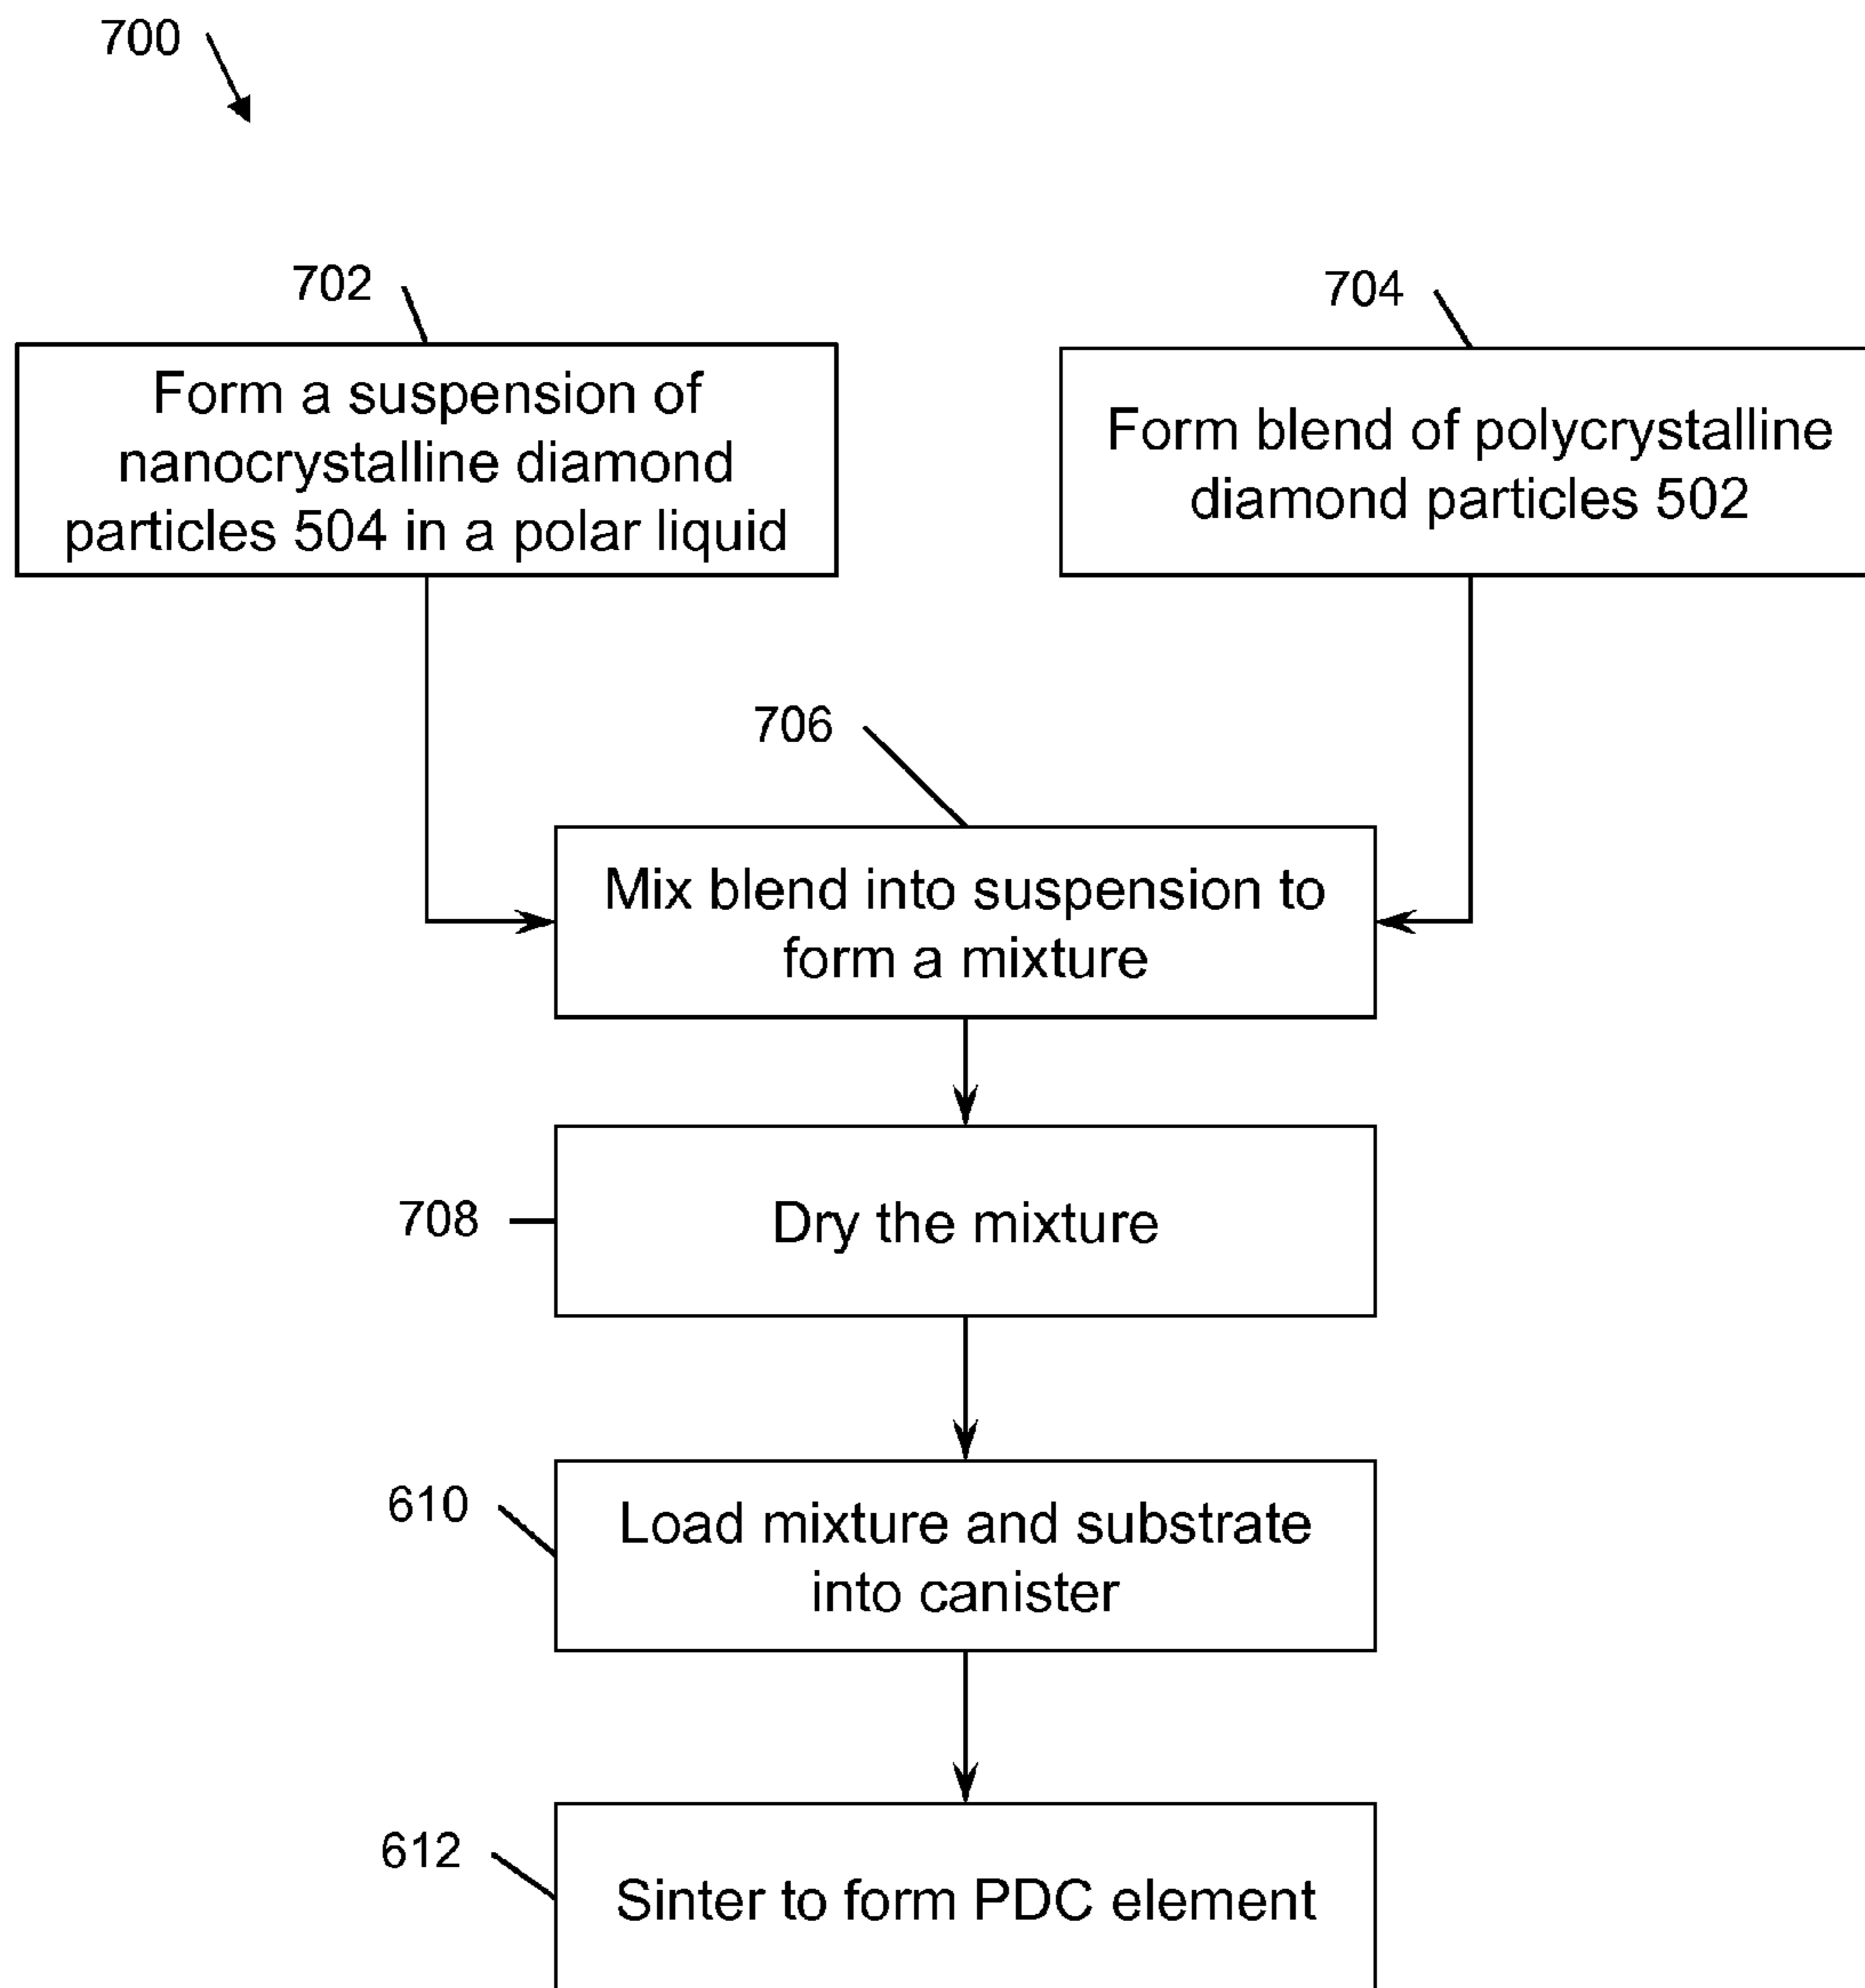 700
702
Form a suspension of
nanocrystalline diamond
particles 504 in a polar liquid
704
Form blend of polycrystalline
diamond particles 502
706
Mix blend into suspension to
form a mixture
708
Dry the mixture
610
Load mixture and substrate
into canister
612
Sinter to form PDC element